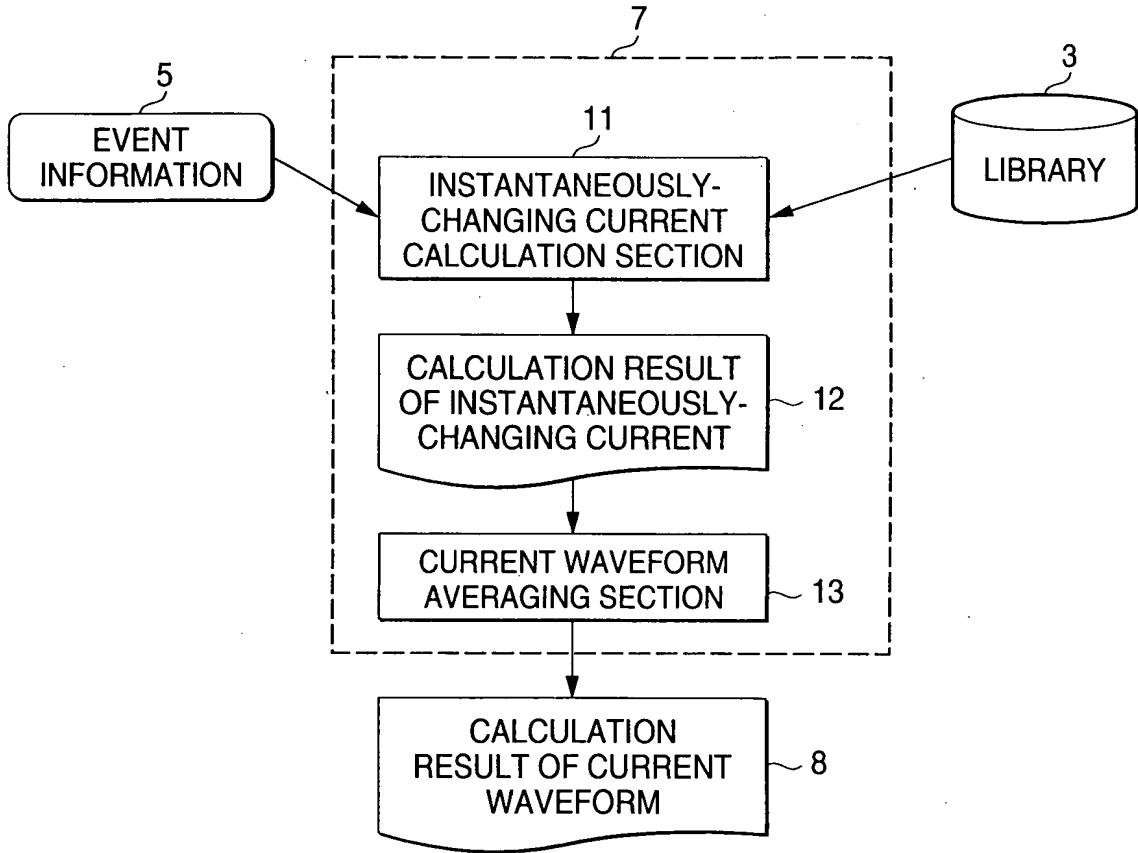 7
5
EVENT
INFORMATION
3
LIBRARY
11
INSTANTANEOUSLY-
CHANGING CURRENT
CALCULATION SECTION
CALCULATION RESULT
OF INSTANTANEOUSLY-
CHANGING CURRENT
12
CURRENT WAVEFORM
AVERAGING SECTION
13
CALCULATION
RESULT OF CURRENT
WAVEFORM
8